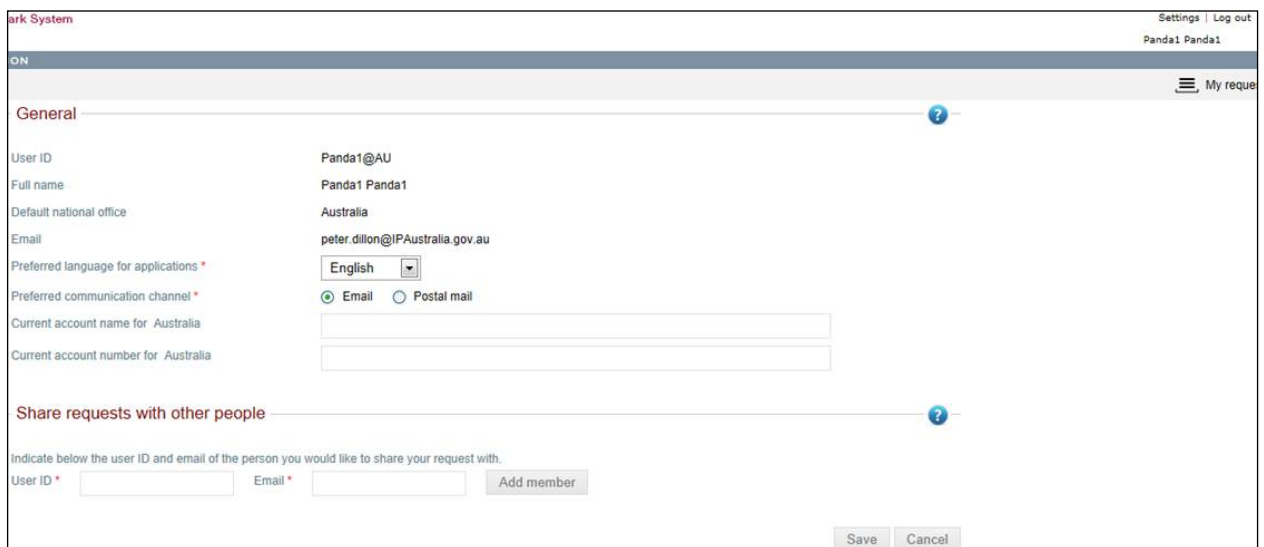 ark System
Settings | Log out
Panda1 Panda1
ON
My reque
General ?
User ID Panda1@AU
Full name Panda1 Panda1
Default national office Australia
Email peter.dillon@IPAustralia.gov.au
Preferred language for applications * English
Preferred communication channel * Email Postal mail
Current account name for Australia
Current account number for Australia
Share requests with other people ?
Indicate below the user ID and email of the person you would like to share your request with.
User ID * Email * Add member
Save Cancel